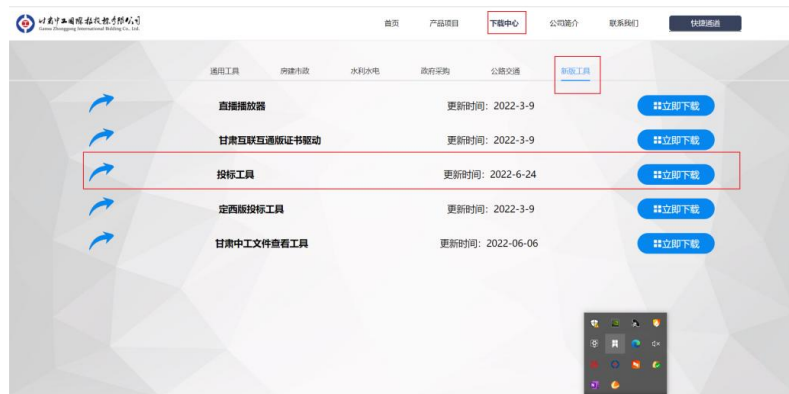 甘肃中工国际招投标有限公司
Gansu Zhonggong International Bidding Co., Ltd.
首页 产品项目 下载中心 公司简介 联系我们 快捷通道
通用工具 房建市政 水利水电 政府采购 公路交通 新版工具
直播播放器 更新时间：2022-3-9 立即下载
甘肃互联互通版证书驱动 更新时间：2022-3-9 立即下载
投标工具 更新时间：2022-6-24 立即下载
定西版投标工具 更新时间：2022-3-9 立即下载
甘肃中工文件查看工具 更新时间：2022-06-06 立即下载